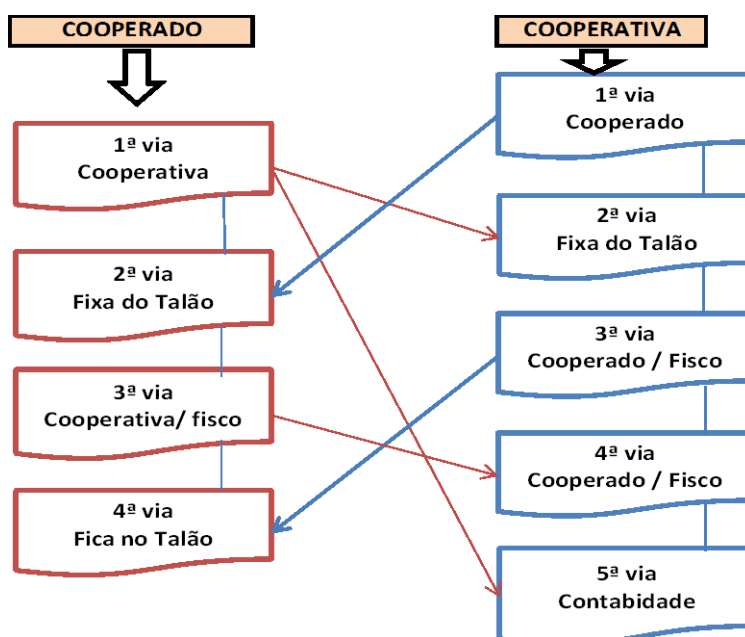 COOPERADO
1ª via
Cooperativa
2ª via
Fixa do Talão
3ª via
Cooperativa/ fisco
4ª via
Fica no Talão
COOPERATIVA
1ª via
Cooperado
2ª via
Fixa do Talão
3ª via
Cooperado / Fisco
4ª via
Cooperado / Fisco
5ª via
Contabidade